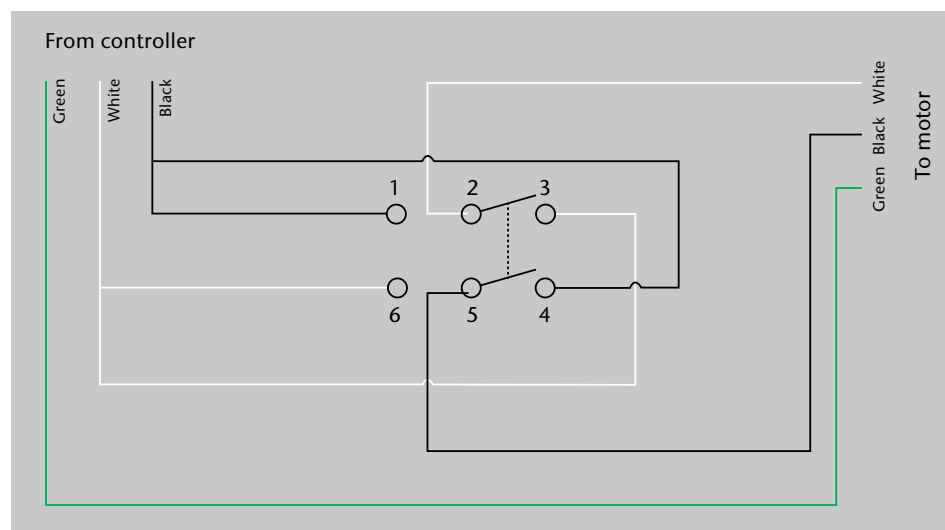 From controller
Green
White
Black
White
Black
Green
To motor
1
2
3
6
5
4